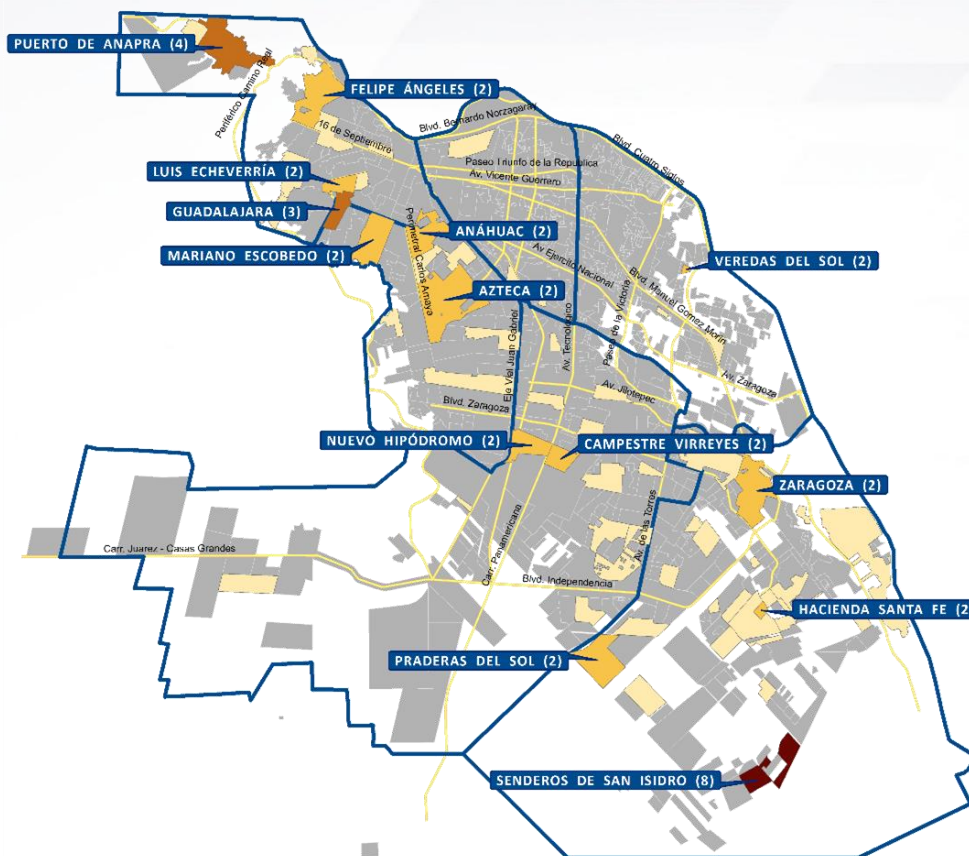 PUERTO DE ANAPRA (4)
Periférico Camino Real
FELIPE ÁNGELES (2)
Blvd. Bernardo Norzagaray
16 de Septiembre
Paseo Triunfo de la Republica
Av. Vicente Guerrero
Blvd. Cuatro Siglos
LUIS ECHEVERRÍA (2)
GUADALAJARA (3)
MARIANO ESCOBEDO (2)
Perimetral Carlos Amaya
ANÁHUAC (2)
Av Ejercito Nacional
VEREDAS DEL SOL (2)
Blvd. Manuel Gomez Morin
AZTECA (2)
Eje Vial Juan Gabriel
Av. Tecnologico
Paseo de la Victoria
Av. Zaragoza
Av. Jilotepec
Blvd. Zaragoza
NUEVO HIPÓDROMO (2)
CAMPESTRE VIRREYES (2)
ZARAGOZA (2)
Av. de las Torres
Carr. Panamericana
Carr. Juarez - Casas Grandes
Blvd. Independencia
HACIENDA SANTA FE (2
PRADERAS DEL SOL (2)
SENDEROS DE SAN ISIDRO (8)